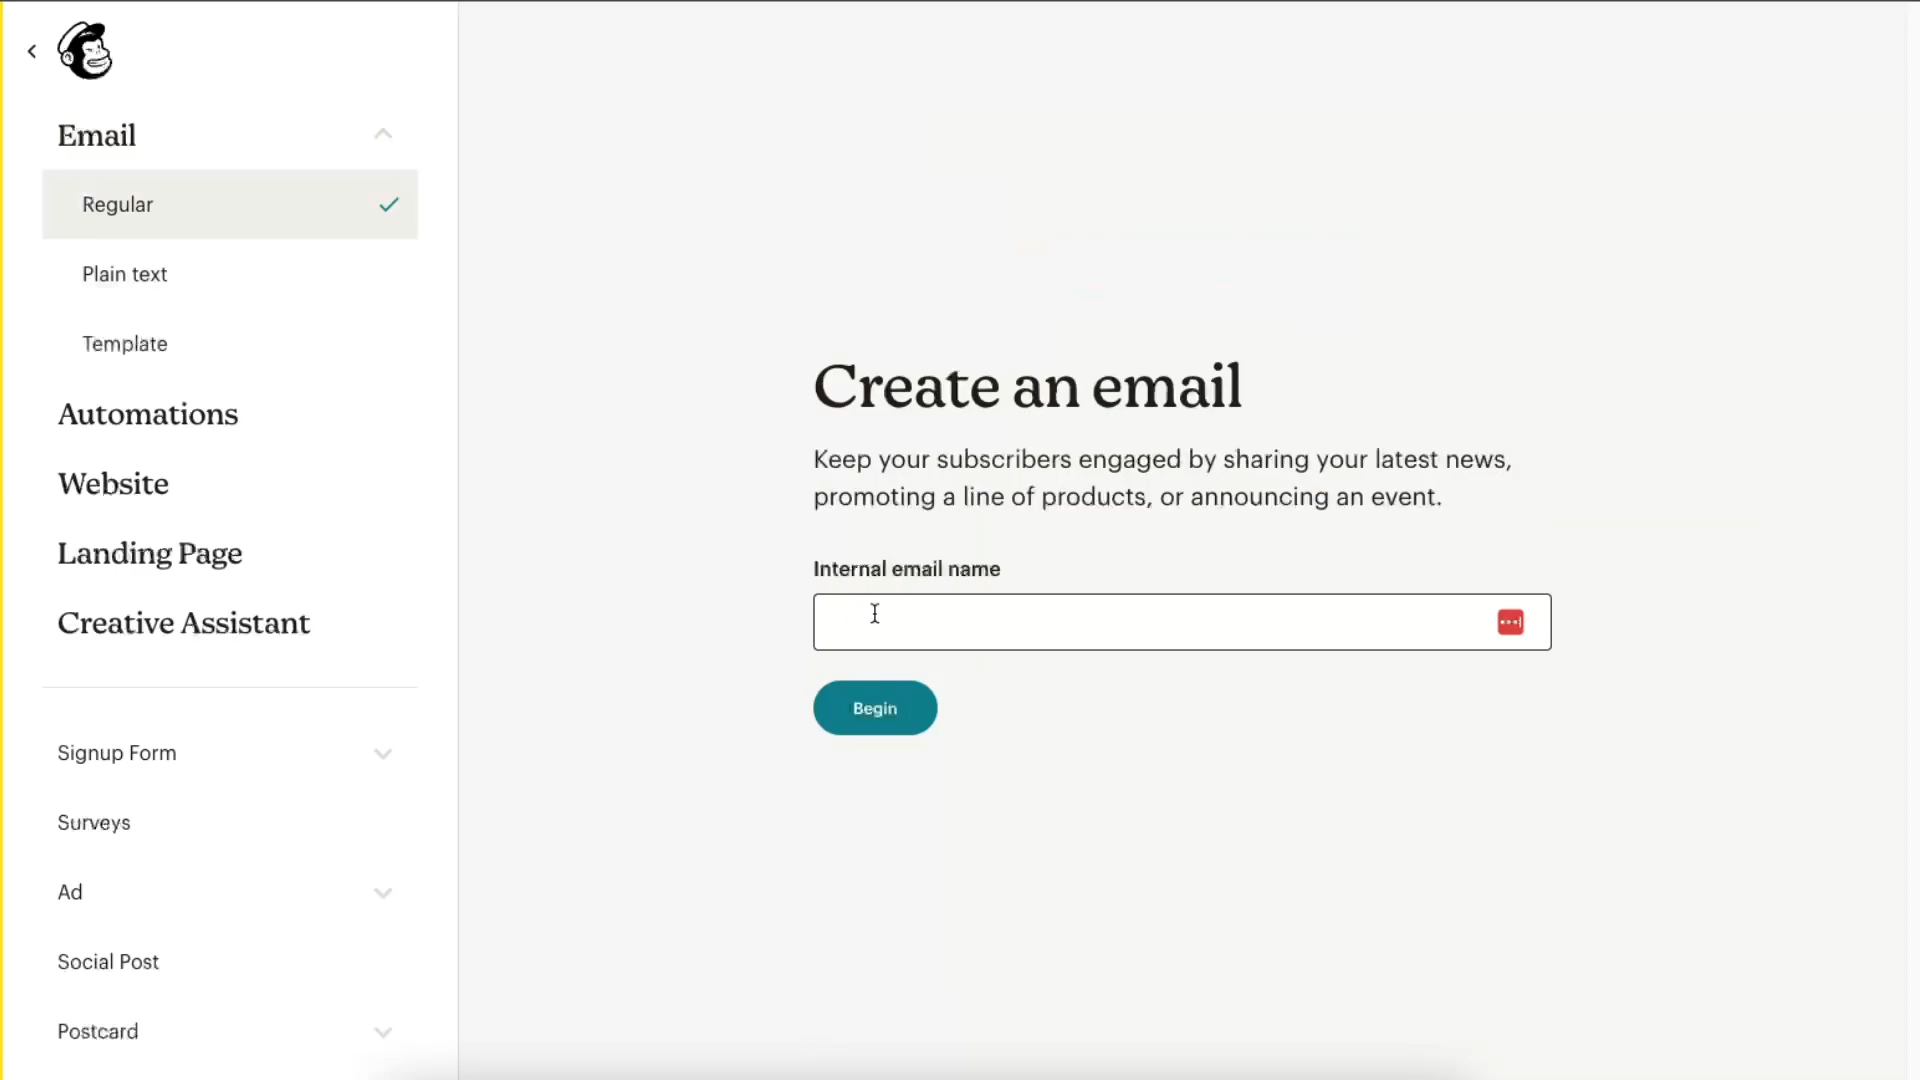 Email
Regular
Plain text
Template
Automations
Website
Landing Page
Creative Assistant
Signup Form
Surveys
Ad
Social Post
Postcard
Create an email
Keep your subscribers engaged by sharing your latest news,
promoting a line of products, or announcing an event.
Internal email name
Begin